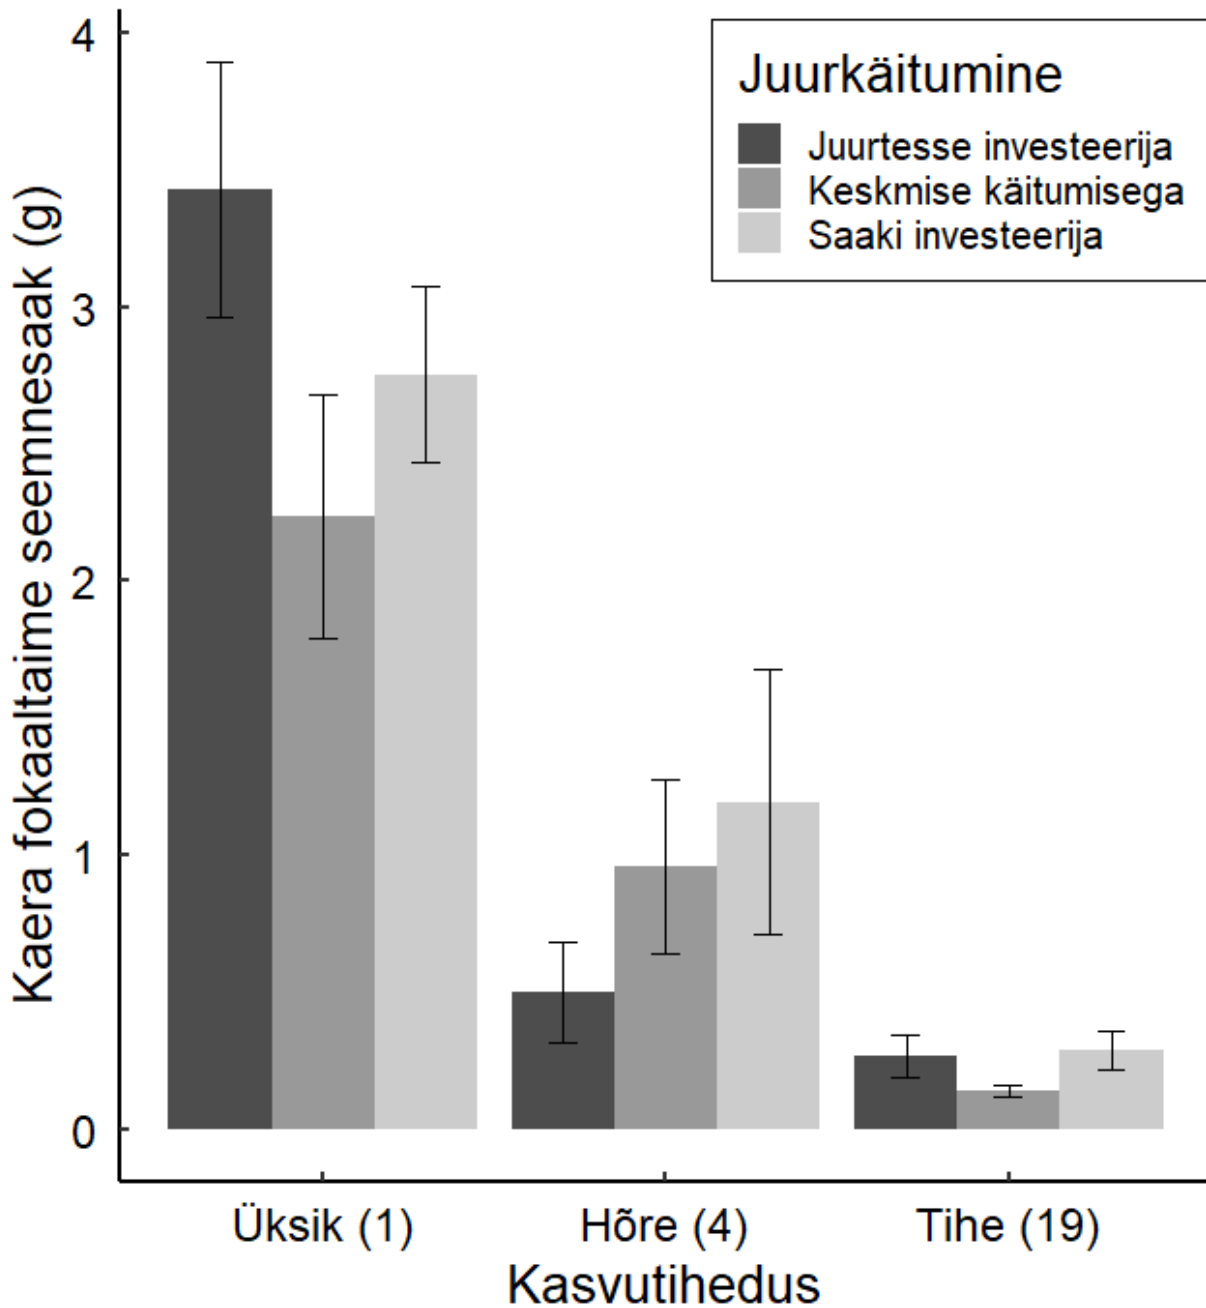 Kaera fokaaltaime seemnesaak (g)
4
3
2
1
0
Juurkäitumine
Juurtesse investeerija
Keskmise käitumisega
Saaki investeerija
Üksik (1)
Hõre (4)
Tihe (19)
Kasvutihedus